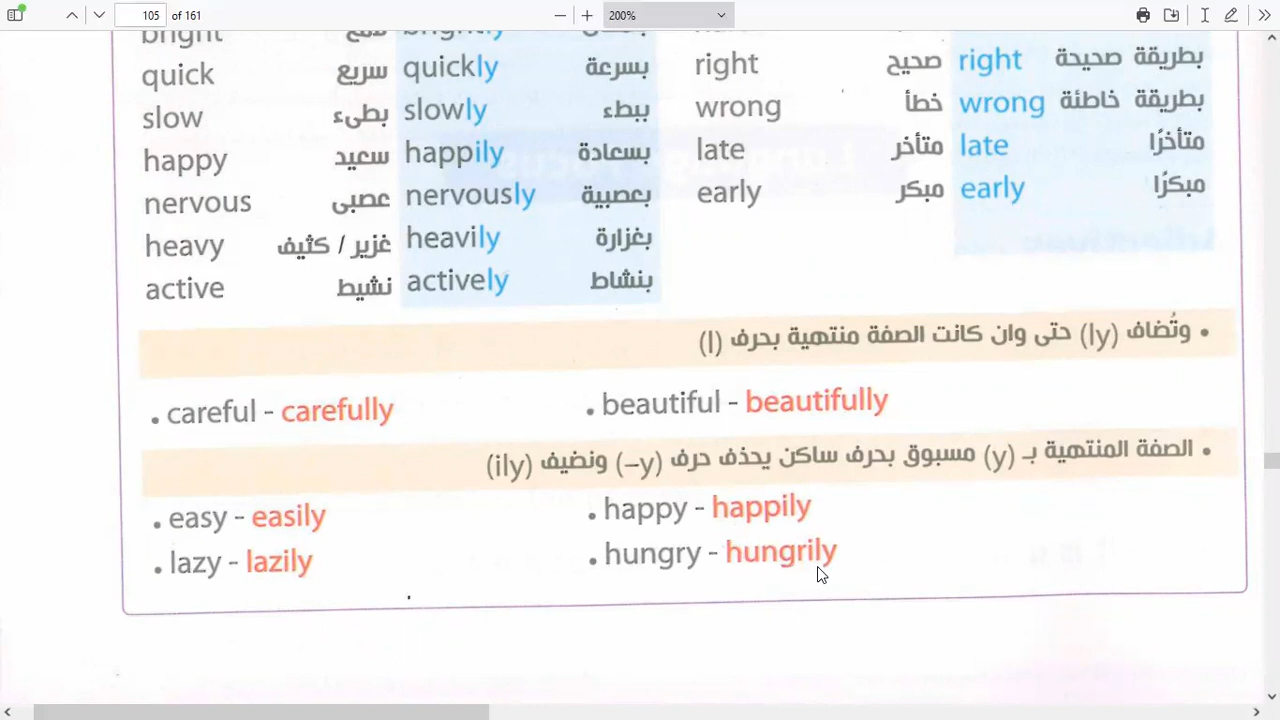 105 of 161
200%
bright brightly
quick سريع quickly بسرعة right صحيح right بطريقة صحيحة
slow بطىء slowly ببطء wrong خطأ wrong بطريقة خاطئة
happy سعيد happily بسعادة late متأخر late متأخرًا
nervous عصبى nervously بعصبية early مبكر early مبكرًا
heavy غزير / كثيف heavily بغزارة
active نشيط actively بنشاط
• وتُضاف (ly) حتى وان كانت الصفة منتهية بحرف (l)
. careful - carefully . beautiful - beautifully
• الصفة المنتهية بـ (y) مسبوق بحرف ساكن يحذف حرف (y–) ونضيف (ily)
. easy - easily . happy - happily
. lazy - lazily . hungry - hungrily